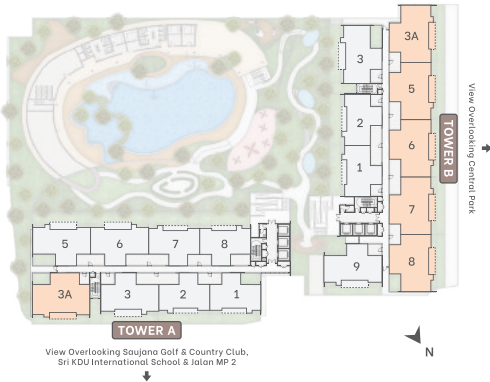 3A
3
5
2
6
TOWER B
View Overlooking Central Park
1
7
9
8
5
6
7
8
3A
3
2
1
TOWER A
View Overlooking Saujana Golf & Country Club,
Sri KDU International School & Jalan MP 2
N